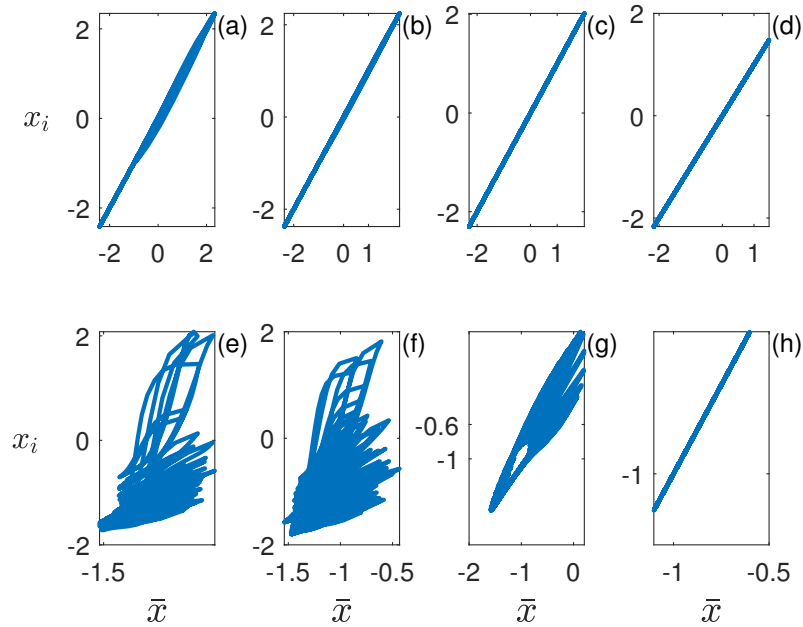 2 (a) 2 (b) 2 (c) 2 (d)
x_i 0 0 0 0
-2 -2 -2 -2
-2 0 2 -2 0 1 -2 0 1 -2 0 1
2 (e) 2 (f) (g) (h)
x_i 0 0 -0.6
-1 -1
-2 -2
-1.5 -1.5 -1 -0.5 -2 -1 0 -1 -0.5
x̄ x̄ x̄ x̄